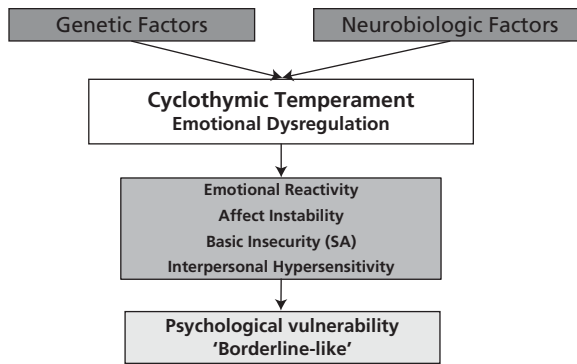 Genetic Factors
Neurobiologic Factors
Cyclothymic Temperament
Emotional Dysregulation
Emotional Reactivity
Affect Instability
Basic Insecurity (SA)
Interpersonal Hypersensitivity
Psychological vulnerability
'Borderline-like'